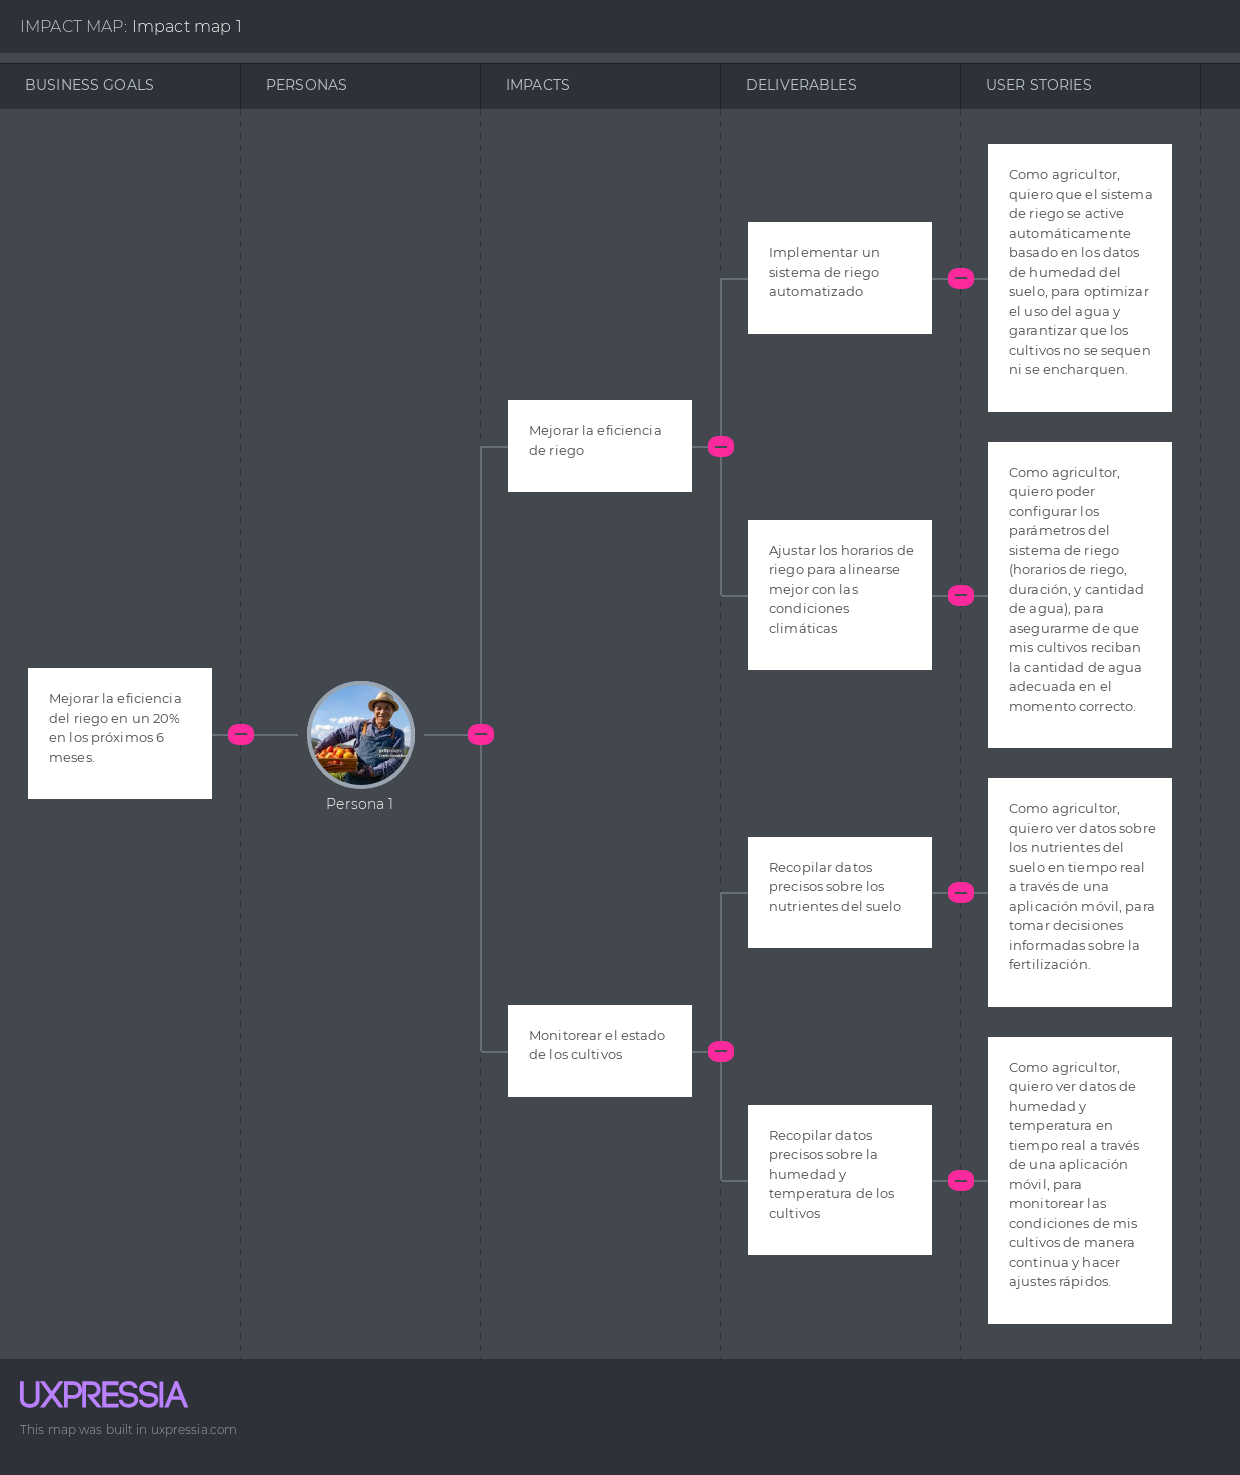 IMPACT MAP: Impact map 1
BUSINESS GOALS
PERSONAS
IMPACTS
DELIVERABLES
USER STORIES
Mejorar la eficiencia
del riego en un 20%
en los próximos 6
meses.
Persona 1
Mejorar la eficiencia
de riego
Implementar un
sistema de riego
automatizado
Como agricultor,
quiero que el sistema
de riego se active
automáticamente
basado en los datos
de humedad del
suelo, para optimizar
el uso del agua y
garantizar que los
cultivos no se sequen
ni se encharquen.
Ajustar los horarios de
riego para alinearse
mejor con las
condiciones
climáticas
Como agricultor,
quiero poder
configurar los
parámetros del
sistema de riego
(horarios de riego,
duración, y cantidad
de agua), para
asegurarme de que
mis cultivos reciban
la cantidad de agua
adecuada en el
momento correcto.
Monitorear el estado
de los cultivos
Recopilar datos
precisos sobre los
nutrientes del suelo
Como agricultor,
quiero ver datos sobre
los nutrientes del
suelo en tiempo real
a través de una
aplicación móvil, para
tomar decisiones
informadas sobre la
fertilización.
Recopilar datos
precisos sobre la
humedad y
temperatura de los
cultivos
Como agricultor,
quiero ver datos de
humedad y
temperatura en
tiempo real a través
de una aplicación
móvil, para
monitorear las
condiciones de mis
cultivos de manera
continua y hacer
ajustes rápidos.
UXPRESSIA
This map was built in uxpressia.com